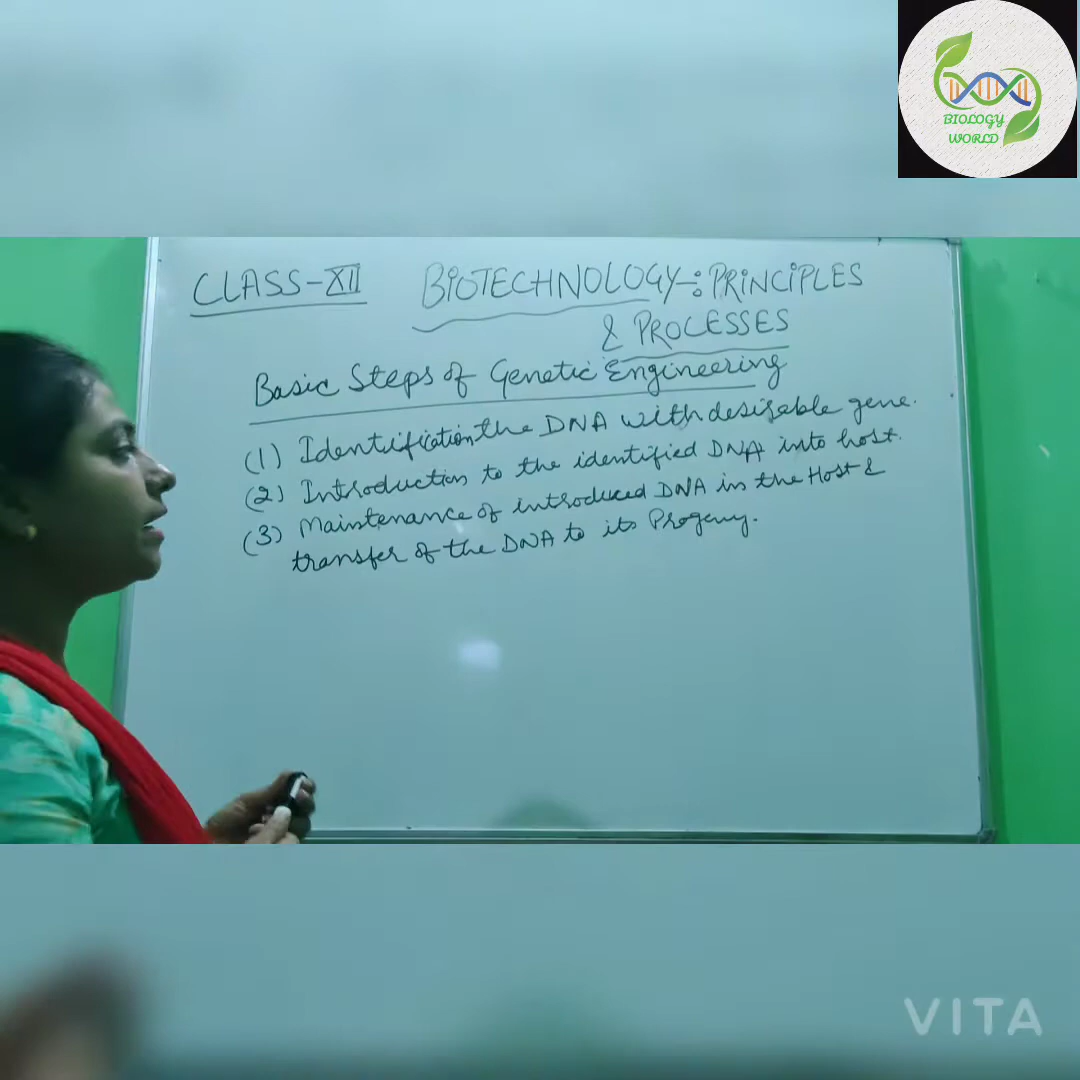 BIOLOGY
WORLD
CLASS-XII BIOTECHNOLOGY-: PRINCIPLES
& PROCESSES
Basic Steps of Genetic Engineering
(1) Identification the DNA with desirable gene.
(2) Introduction to the identified DNA into host.
(3) Maintenance of introduced DNA in the Host &
transfer of the DNA to its Progeny.
VITA